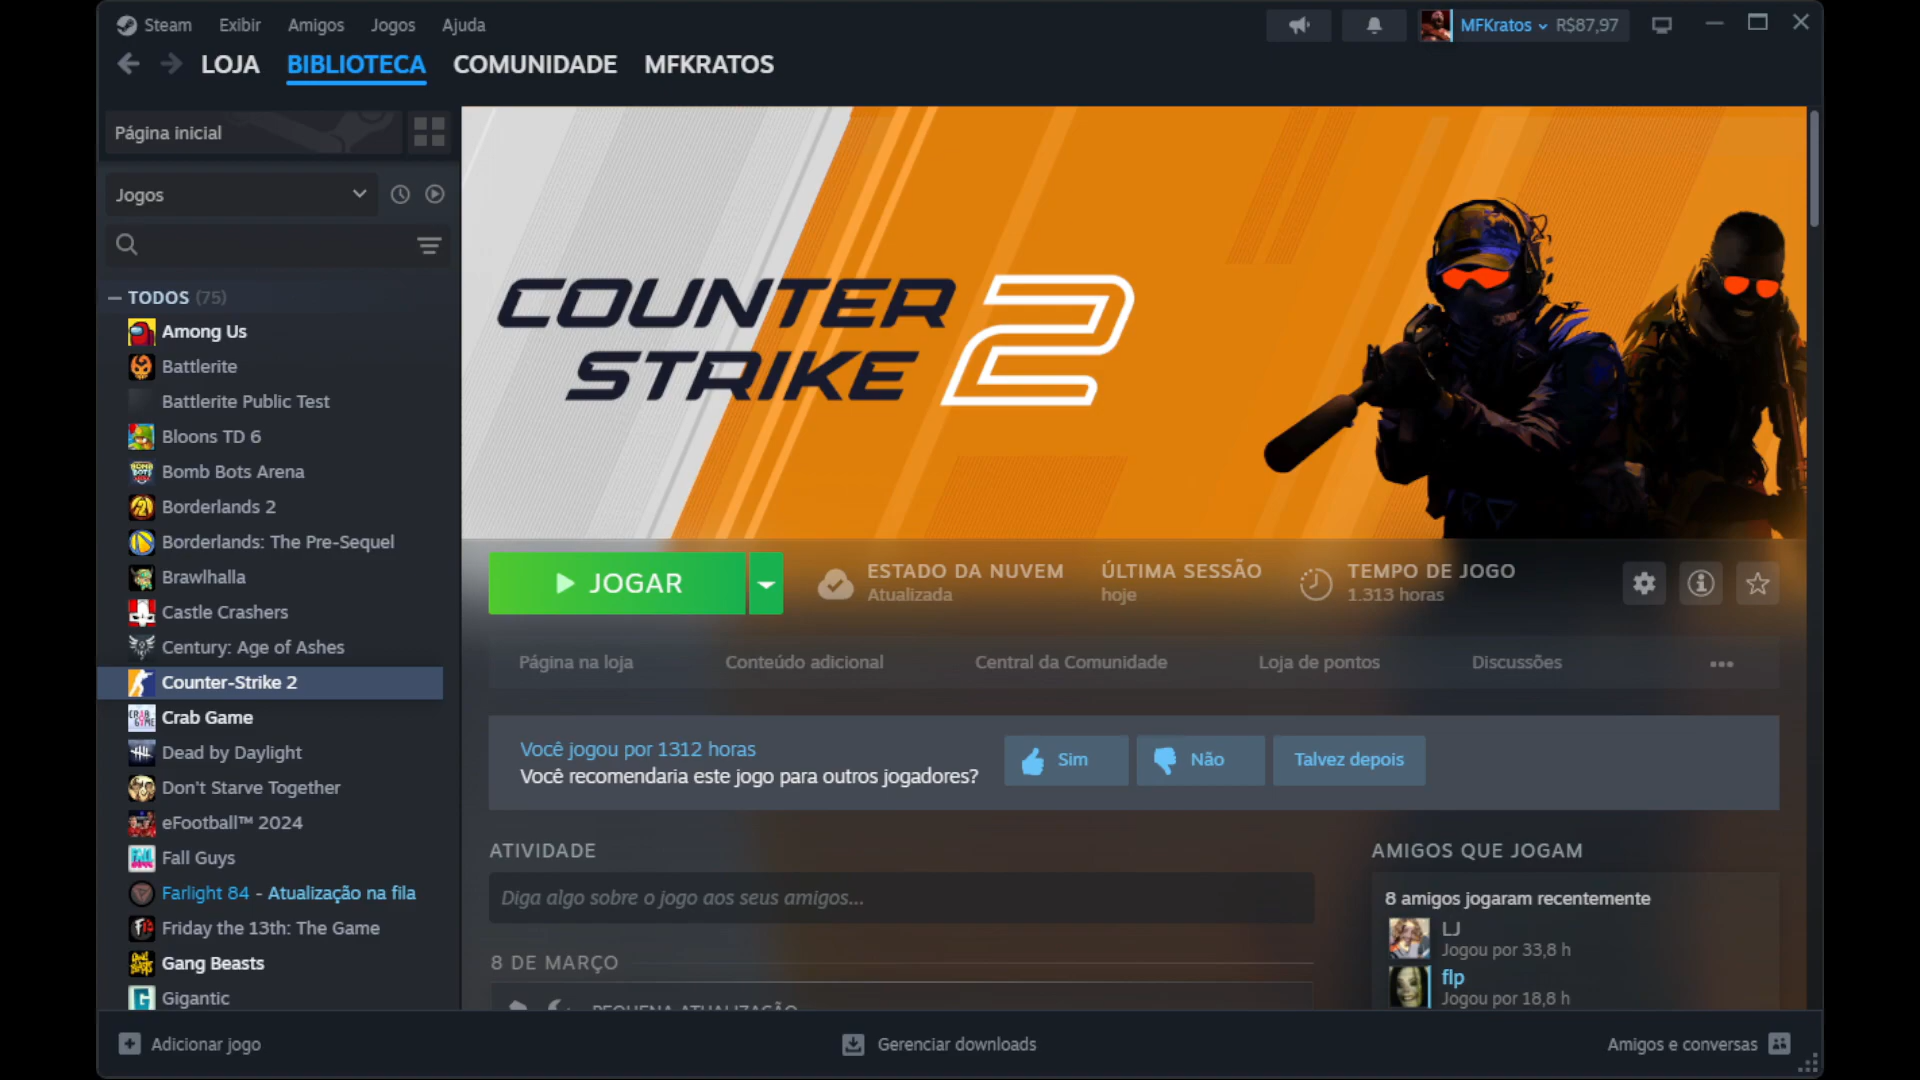 Steam Exibir Amigos Jogos Ajuda MFKratos R$87,97
LOJA BIBLIOTECA COMUNIDADE MFKRATOS
Página inicial
Jogos
TODOS (75)
Among Us
Battlerite
Battlerite Public Test
Bloons TD 6
Bomb Bots Arena
Borderlands 2
Borderlands: The Pre-Sequel
Brawlhalla
Castle Crashers
Century: Age of Ashes
Counter-Strike 2
Crab Game
Dead by Daylight
Don't Starve Together
eFootball™ 2024
Fall Guys
Farlight 84 - Atualização na fila
Friday the 13th: The Game
Gang Beasts
Gigantic
COUNTER
STRIKE 2
JOGAR
ESTADO DA NUVEM
Atualizada
ÚLTIMA SESSÃO
hoje
TEMPO DE JOGO
1.313 horas
Página na loja Conteúdo adicional Central da Comunidade Loja de pontos Discussões
Você jogou por 1312 horas
Você recomendaria este jogo para outros jogadores?
Sim Não Talvez depois
ATIVIDADE
Diga algo sobre o jogo aos seus amigos...
8 DE MARÇO
PEQUENA ATUALIZAÇÃO
AMIGOS QUE JOGAM
8 amigos jogaram recentemente
LJ
Jogou por 33,8 h
flp
Jogou por 18,8 h
Adicionar jogo Gerenciar downloads Amigos e conversas